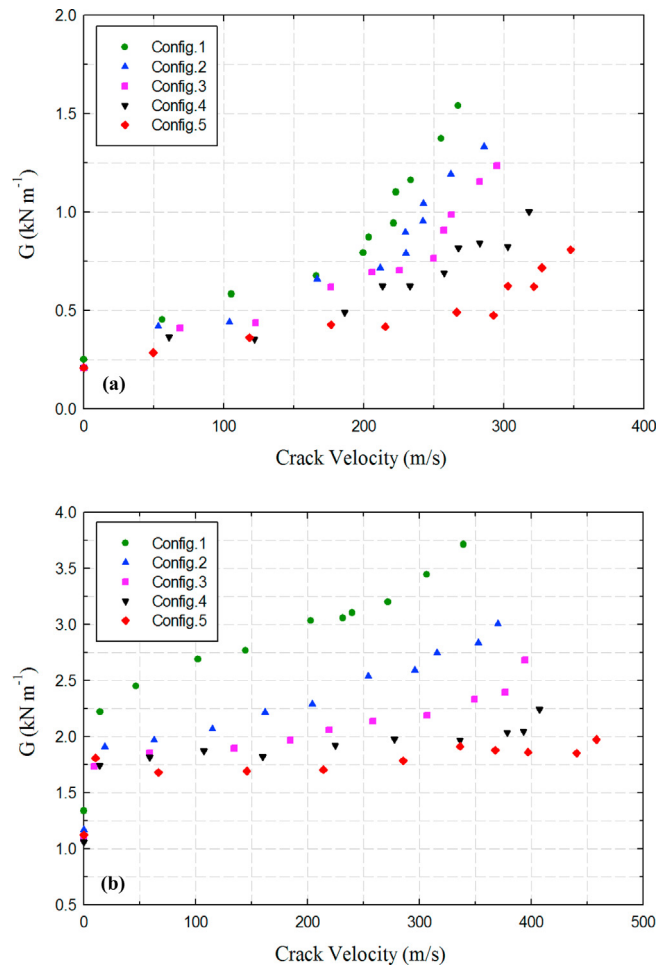 2.0
1.5
1.0
0.5
0.0
G (kN m⁻¹)
Config.1
Config.2
Config.3
Config.4
Config.5
(a)
0 100 200 300 400
Crack Velocity (m/s)
4.0
3.5
3.0
2.5
2.0
1.5
1.0
0.5
G (kN m⁻¹)
Config.1
Config.2
Config.3
Config.4
Config.5
(b)
0 100 200 300 400 500
Crack Velocity (m/s)